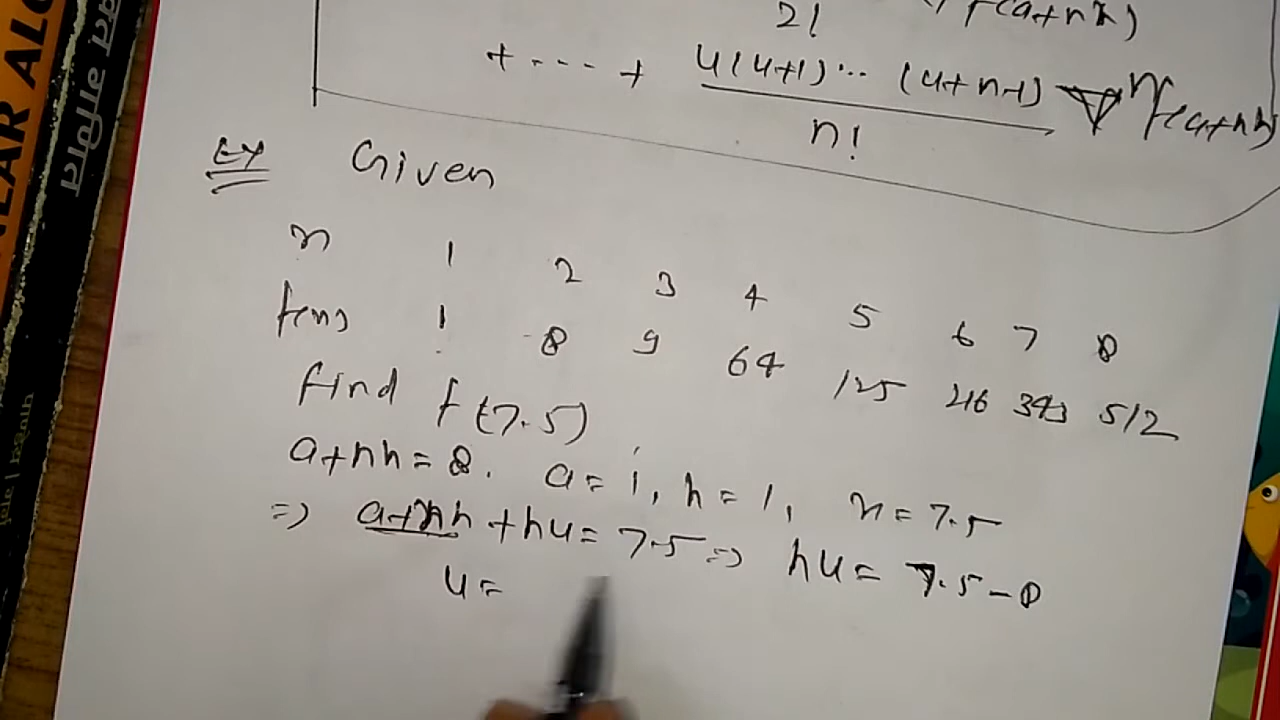 2! f(a+nh)
+ .... + u(u+1)... (u+n-1) ∇ⁿf(a+nh)
n!
Ex Given
x 1 2 3 4 5 6 7 8
f(x) 1 8 9 64 125 216 343 512
find f(7.5)
a+nh = 8. a = 1, h = 1, x = 7.5
=> a+nh + hu = 7.5 => hu = 7.5 - 8
u =